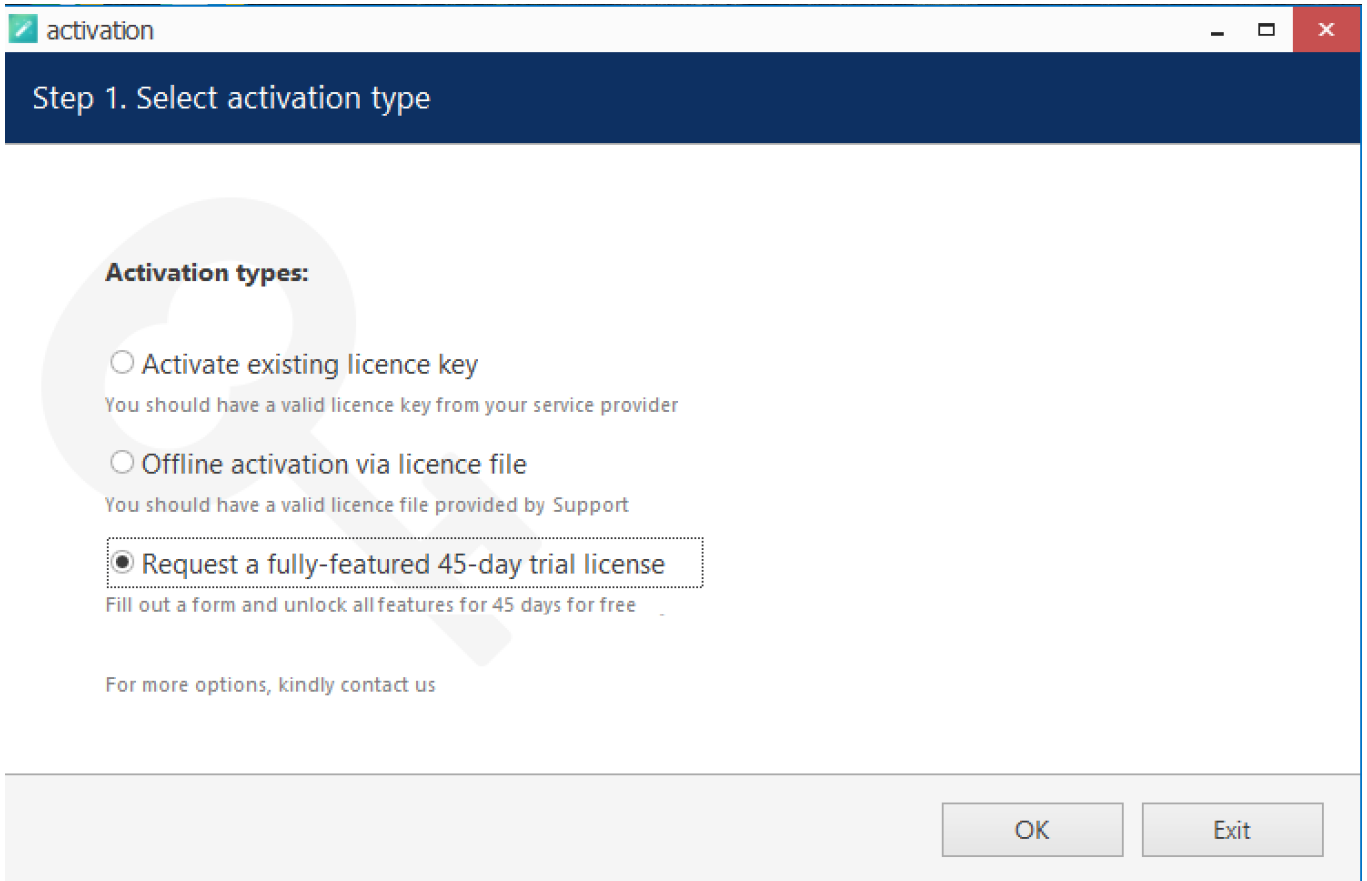 activation
Step 1. Select activation type
Activation types:
Activate existing licence key
You should have a valid licence key from your service provider
Offline activation via licence file
You should have a valid licence file provided by Support
Request a fully-featured 45-day trial license
Fill out a form and unlock all features for 45 days for free
For more options, kindly contact us
OK Exit